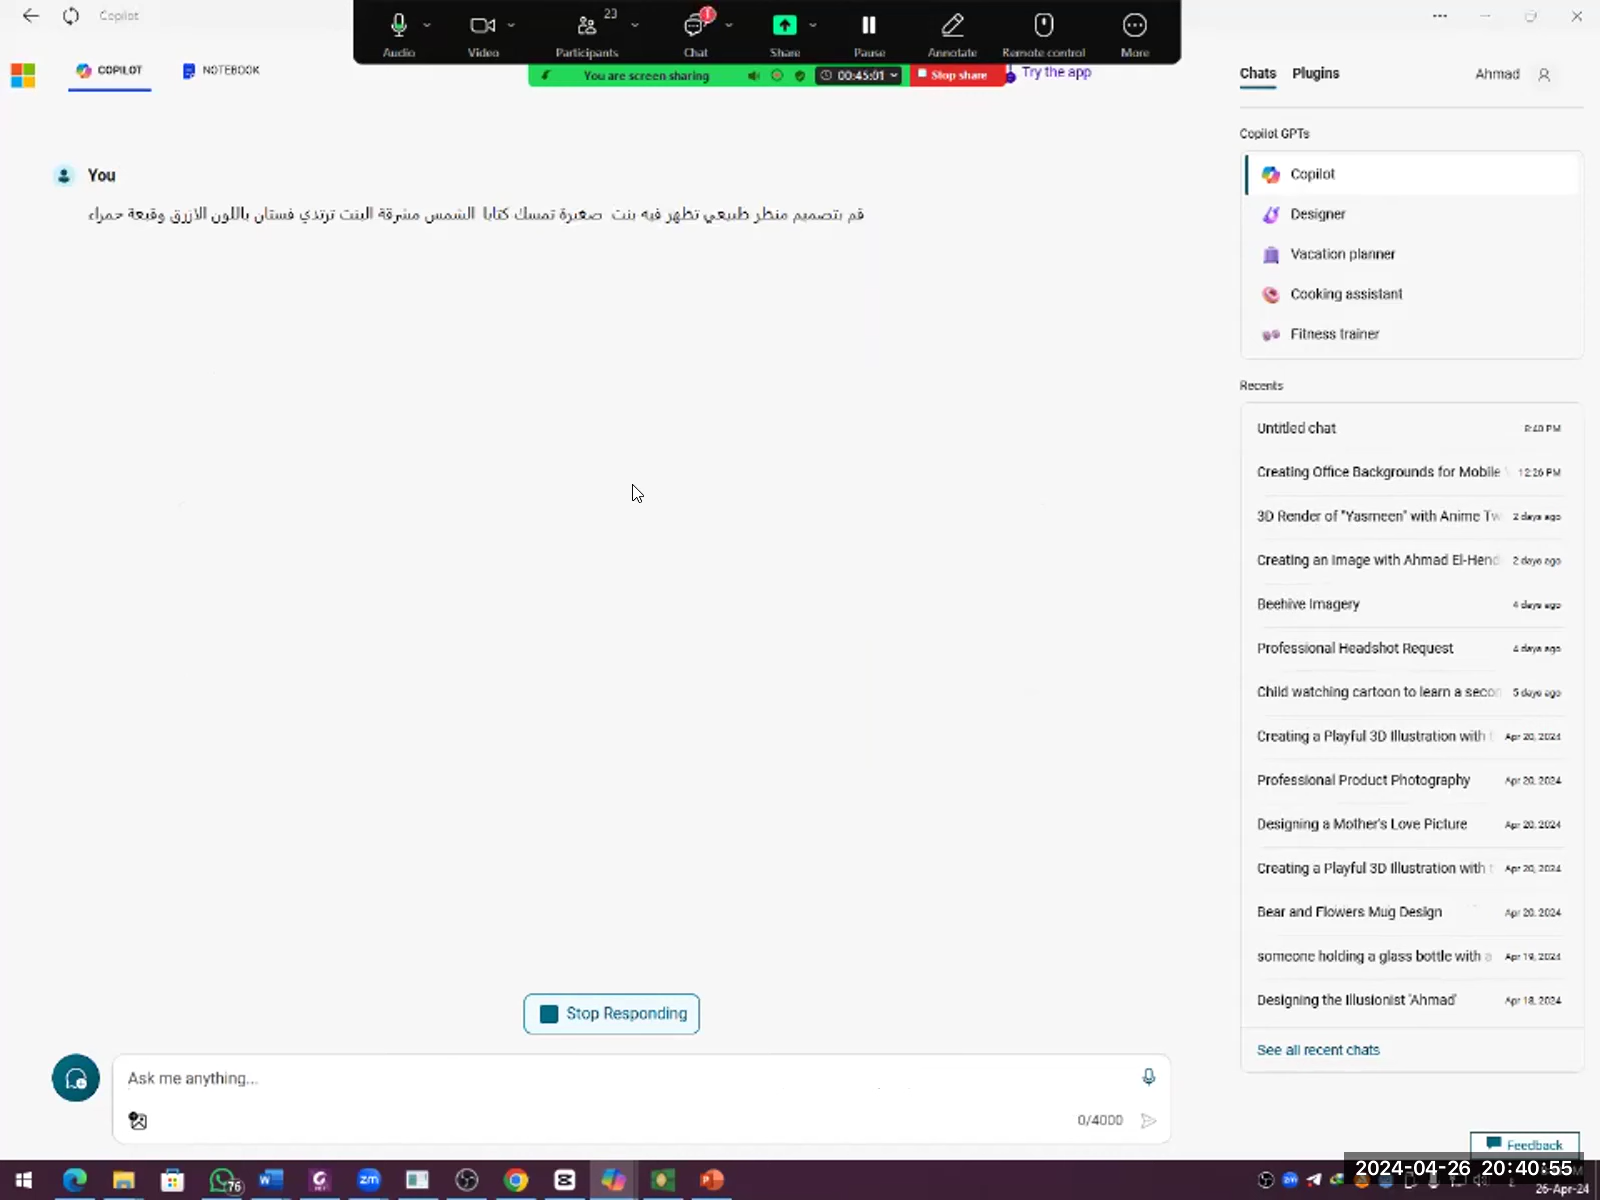 Copilot
Audio
Video
23
Participants
1
Chat
Share
Pause
Annotate
Remote control
More
COPILOT
NOTEBOOK
You are screen sharing
00:45:01
Stop share
Try the app
Chats
Plugins
Ahmad
Copilot GPTs
Copilot
Designer
Vacation planner
Cooking assistant
Fitness trainer
You
قم بتصميم منظر طبيعي تظهر فيه بنت صغيرة تمسك كتابا الشمس مشرقة البنت ترتدي فستان باللون الازرق وقبعة حمراء
Recents
Untitled chat 8:40 PM
Creating Office Backgrounds for Mobile 12:26 PM
3D Render of "Yasmeen" with Anime Tw 2 days ago
Creating an Image with Ahmad El-Hend 2 days ago
Beehive Imagery 4 days ago
Professional Headshot Request 4 days ago
Child watching cartoon to learn a secon 5 days ago
Creating a Playful 3D Illustration with t Apr 20, 2024
Professional Product Photography Apr 20, 2024
Designing a Mother's Love Picture Apr 20, 2024
Creating a Playful 3D Illustration with t Apr 20, 2024
Bear and Flowers Mug Design Apr 20, 2024
someone holding a glass bottle with a Apr 19, 2024
Designing the Illusionist 'Ahmad' Apr 18, 2024
See all recent chats
Stop Responding
Ask me anything...
0/4000
Feedback
76
zm
2024-04-26 20:40:55
26-Apr-24